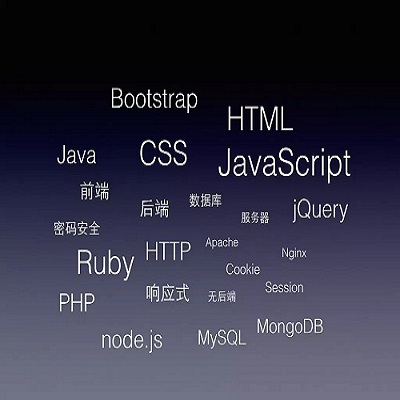 Bootstrap
HTML
Java
CSS
JavaScript
前端
后端
数据库
服务器
jQuery
密码安全
Ruby
HTTP
Apache
Nginx
Cookie
PHP
响应式
无后端
Session
node.js
MySQL
MongoDB